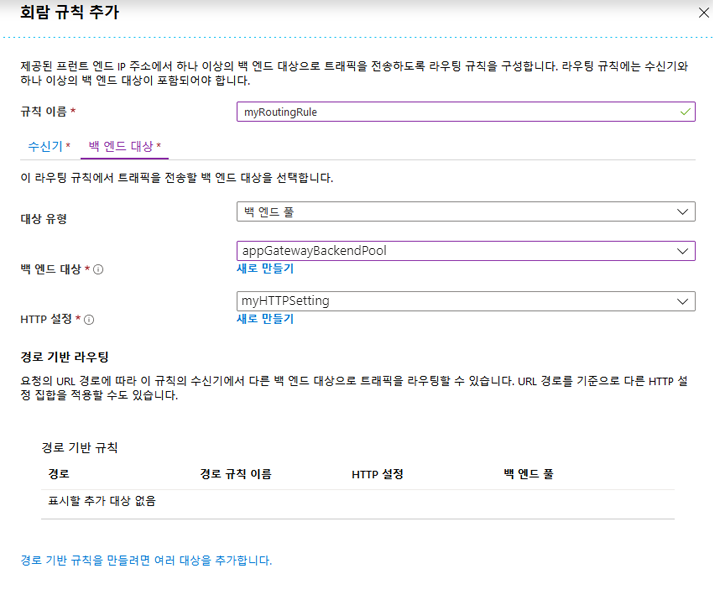 회람 규칙 추가
제공된 프런트 엔드 IP 주소에서 하나 이상의 백 엔드 대상으로 트래픽을 전송하도록 라우팅 규칙을 구성합니다. 라우팅 규칙에는 수신기와
하나 이상의 백 엔드 대상이 포함되어야 합니다.
규칙 이름 * myRoutingRule
수신기 * 백 엔드 대상 *
이 라우팅 규칙에서 트래픽을 전송할 백 엔드 대상을 선택합니다.
대상 유형 백 엔드 풀
appGatewayBackendPool
백 엔드 대상 * 새로 만들기
myHTTPSetting
HTTP 설정 * 새로 만들기
경로 기반 라우팅
요청의 URL 경로에 따라 이 규칙의 수신기에서 다른 백 엔드 대상으로 트래픽을 라우팅할 수 있습니다. URL 경로를 기준으로 다른 HTTP 설
정 집합을 적용할 수도 있습니다.
경로 기반 규칙
경로 경로 규칙 이름 HTTP 설정 백 엔드 풀
표시할 추가 대상 없음
경로 기반 규칙을 만들려면 여러 대상을 추가합니다.